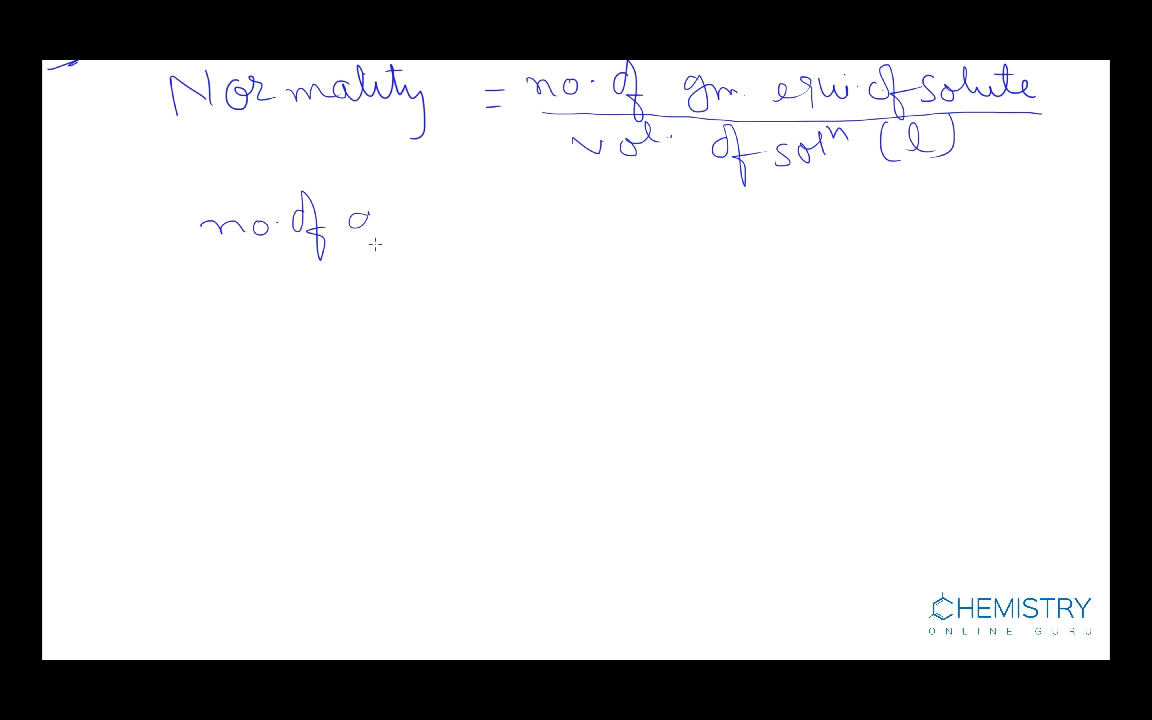 Normality = no. of gm. equi. of solute
vol. of solⁿ (l)
no. of
CHEMISTRY
ONLINE GURU